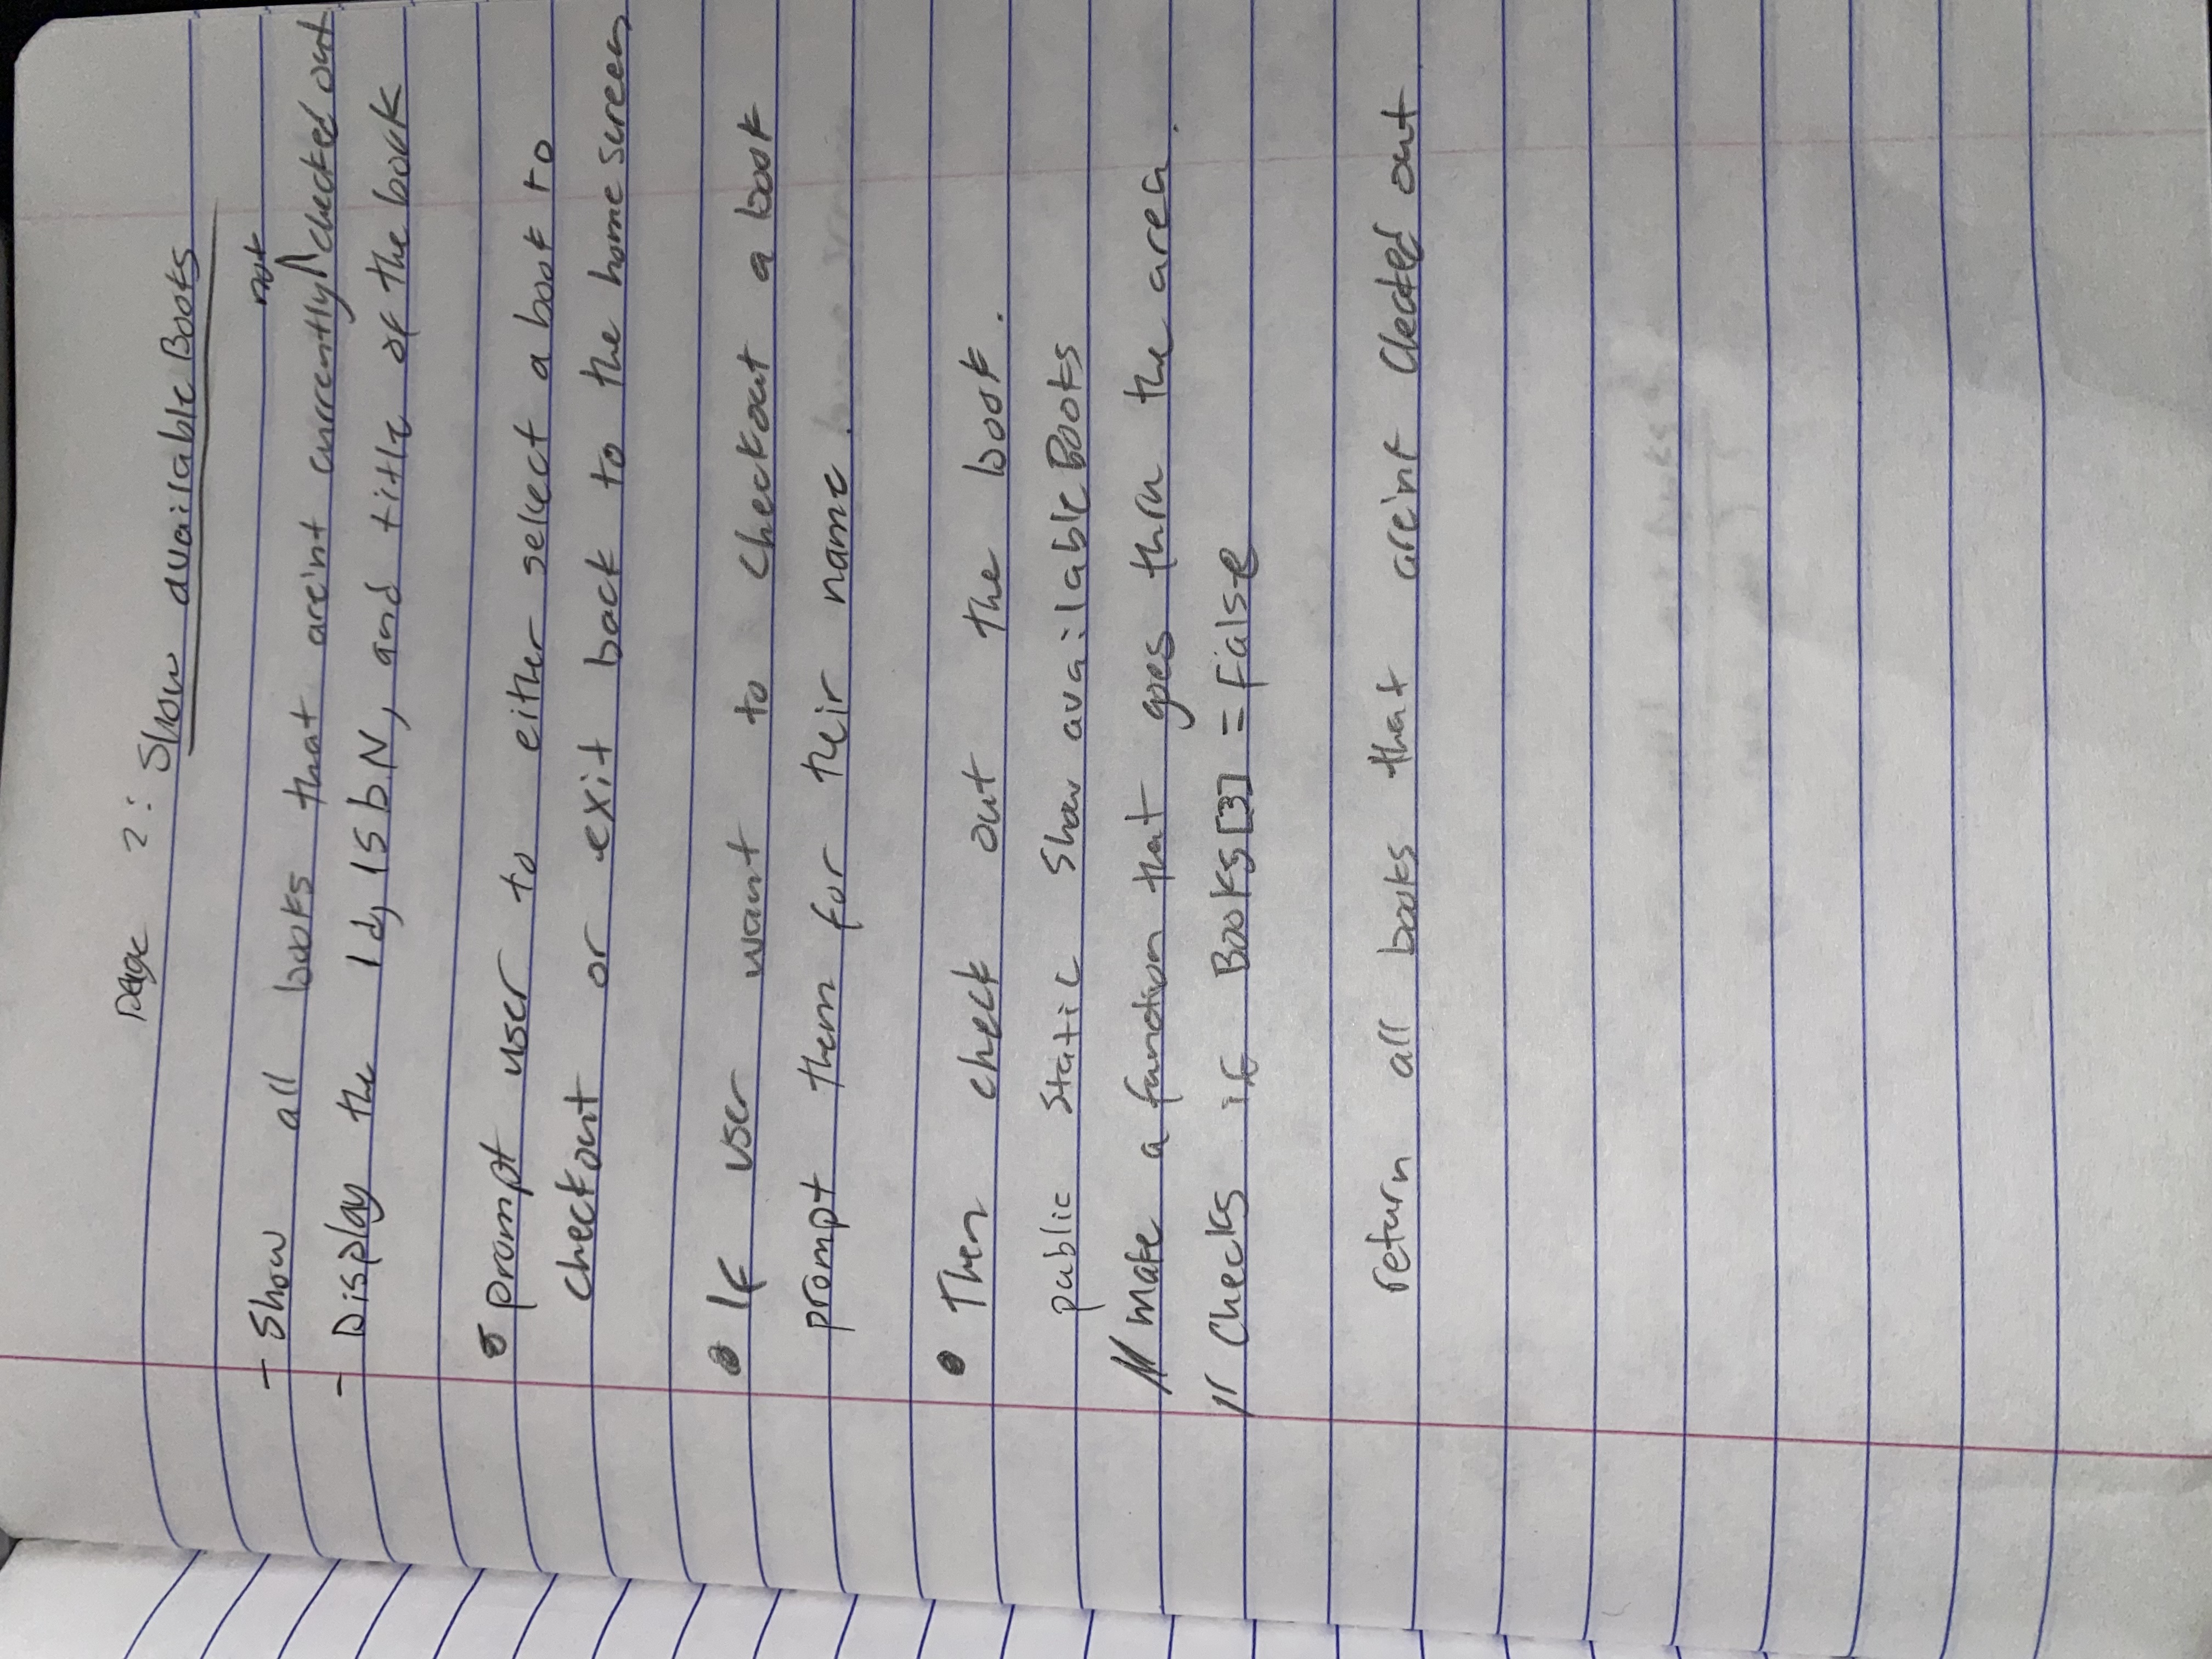 page 2: Show available Books
- Show all books that are'nt currently not checked out
- Display the Id, ISbN, and title of the book
• prompt user to either select a book to
checkout or exit back to the home screen
• If user want to checkout a book
prompt them for their name.
• Then check out the book.
public static Show availableBooks
// make a function that goes thru the area.
// Checks if Books[3] = False
return all books that are'nt Checked out